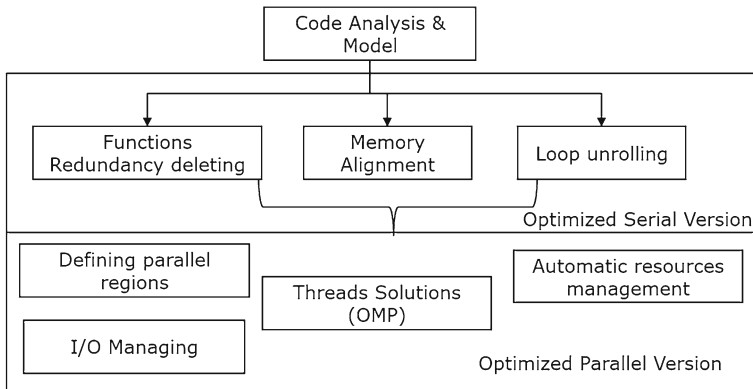 Code Analysis &
Model
Functions
Redundancy deleting
Memory
Alignment
Loop unrolling
Optimized Serial Version
Defining parallel
regions
Threads Solutions
(OMP)
Automatic resources
management
I/O Managing
Optimized Parallel Version